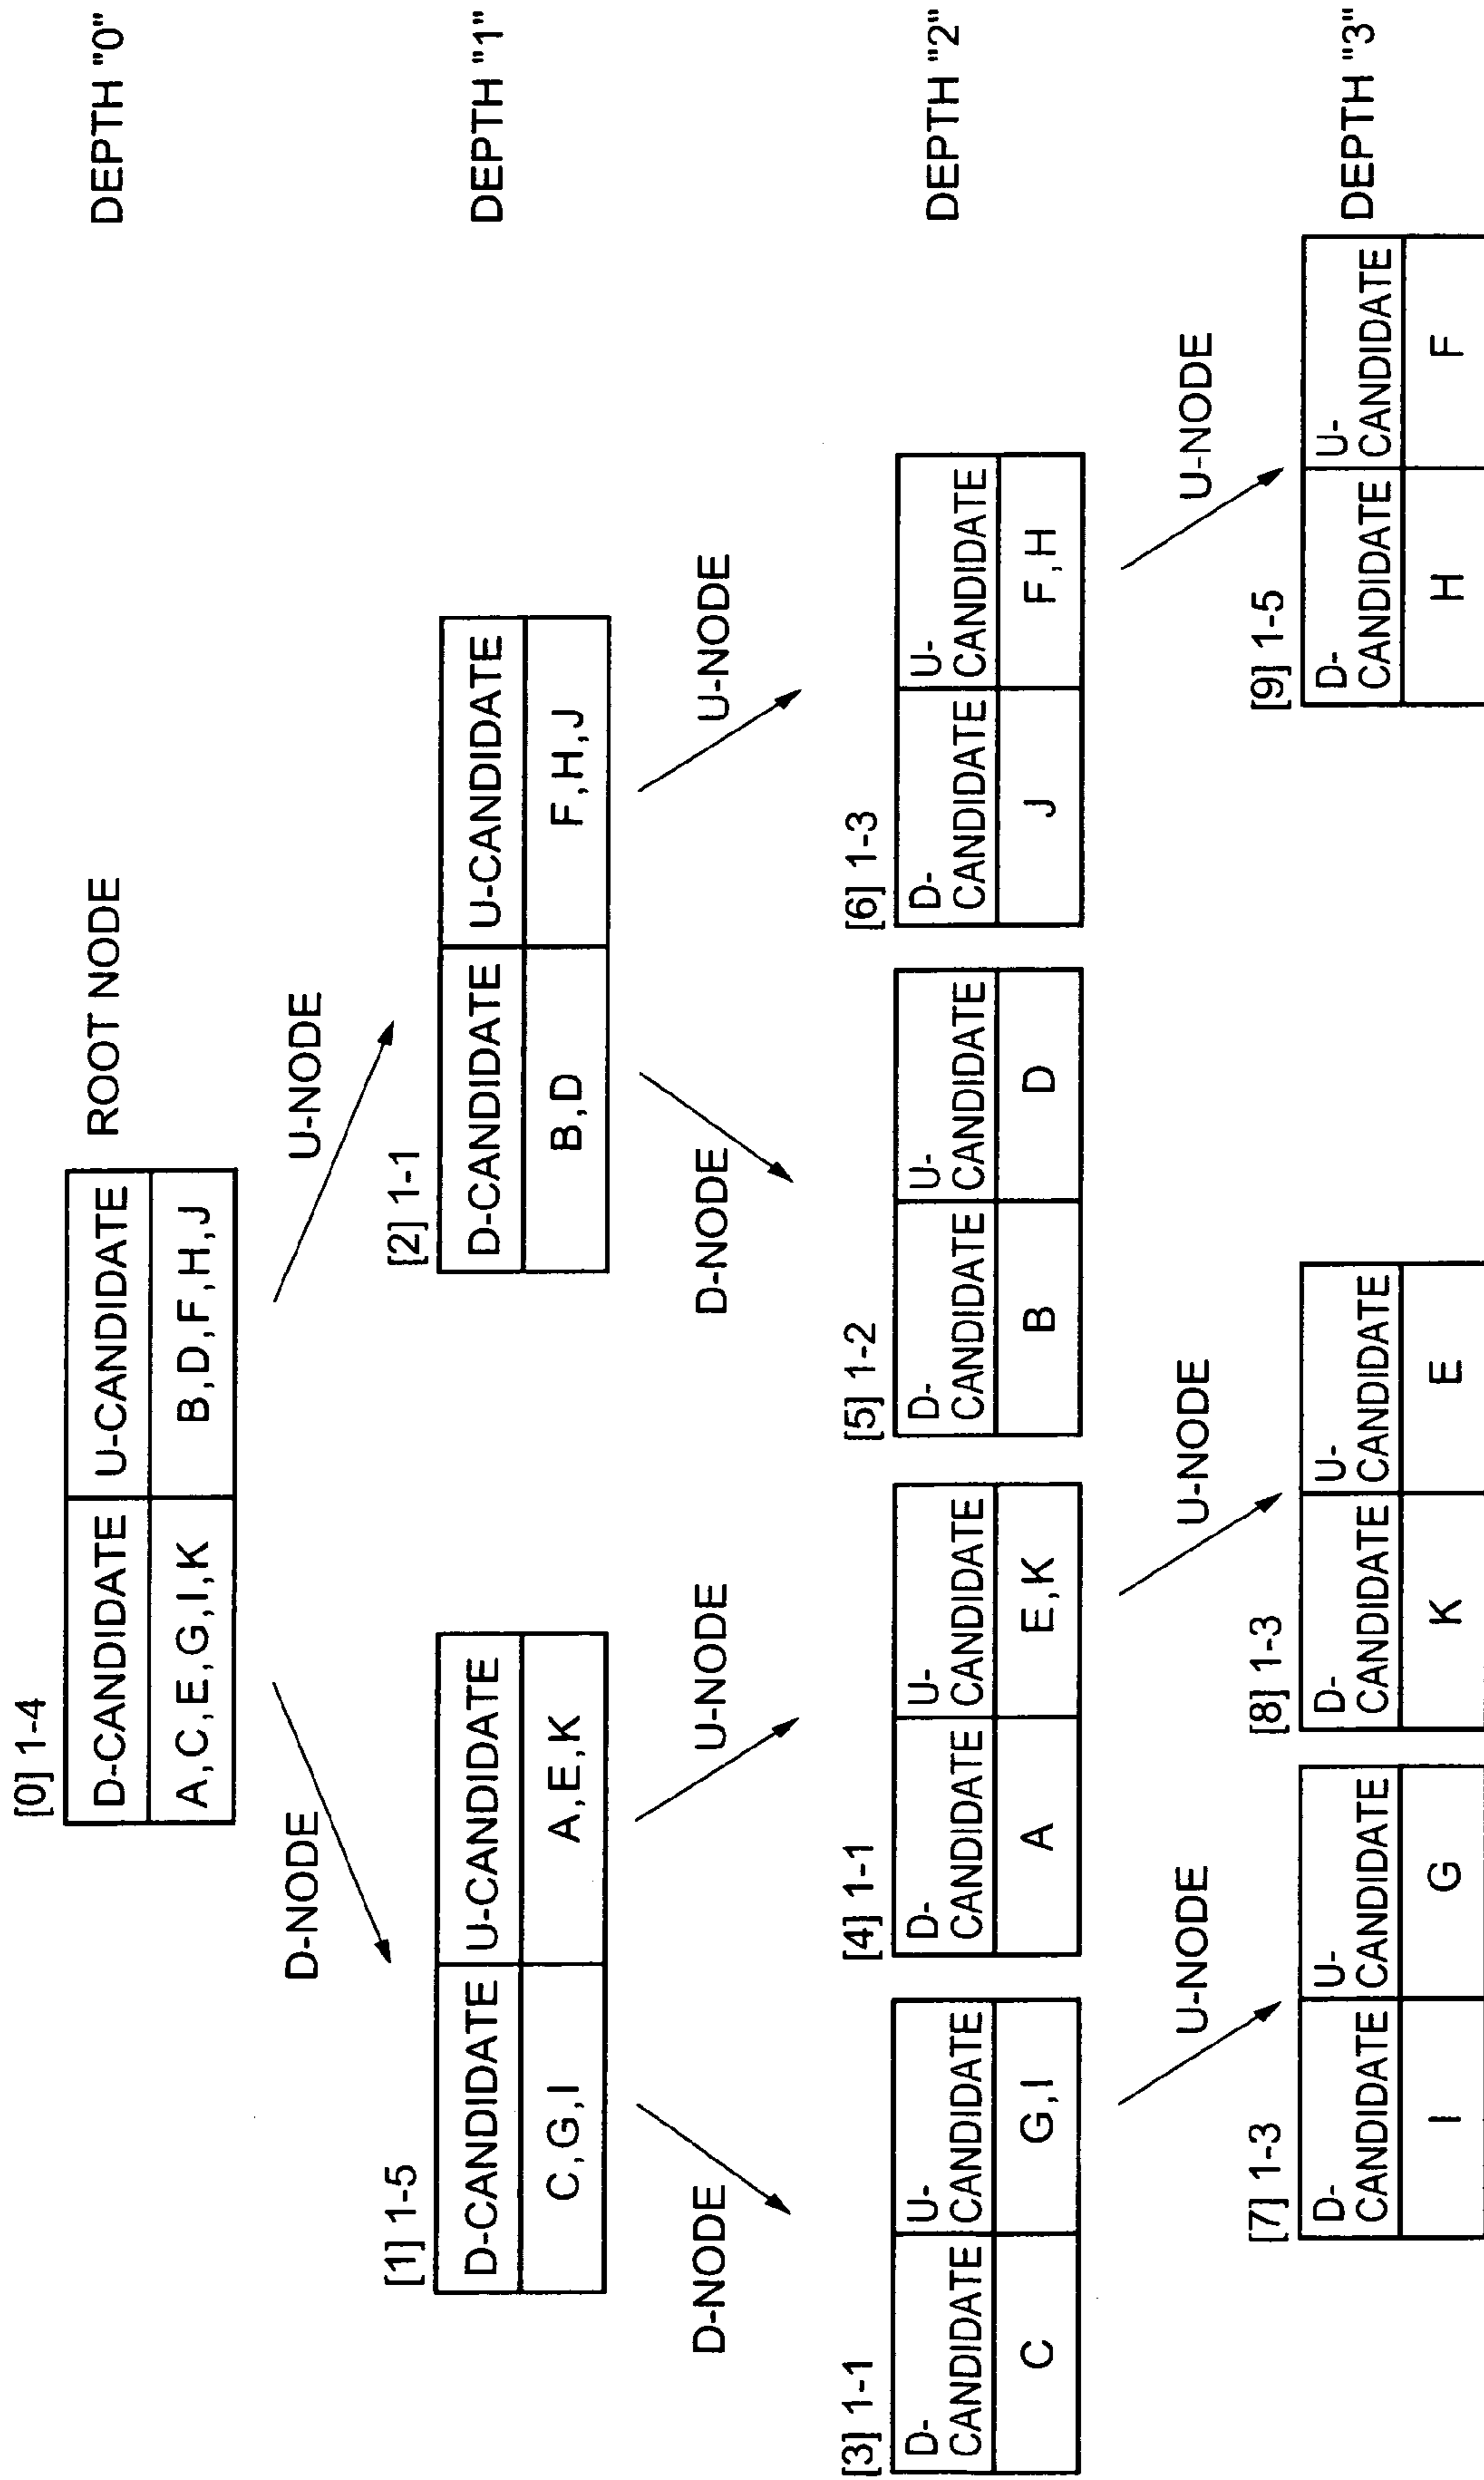 [0] 1-4
ROOT NODE
DEPTH "0"
D-CANDIDATE U-CANDIDATE
A,C,E,G,I,K B,D,F,H,J
D-NODE
U-NODE
[1] 1-5
[2] 1-1
DEPTH "1"
D-CANDIDATE U-CANDIDATE
C,G,I A,E,K
D-CANDIDATE U-CANDIDATE
B,D F,H,J
D-NODE
U-NODE
D-NODE
U-NODE
DEPTH "2"
[3] 1-1
D-
CANDIDATE
U-
CANDIDATE
C G,I
[4] 1-1
D-
CANDIDATE
U-
CANDIDATE
A E,K
[5] 1-2
D-
CANDIDATE
U-
CANDIDATE
B D
[6] 1-3
D-
CANDIDATE
U-
CANDIDATE
J F,H
U-NODE
U-NODE
U-NODE
DEPTH "3"
[7] 1-3
D-
CANDIDATE
U-
CANDIDATE
I G
[8] 1-3
D-
CANDIDATE
U-
CANDIDATE
K E
[9] 1-5
D-
CANDIDATE
U-
CANDIDATE
H F